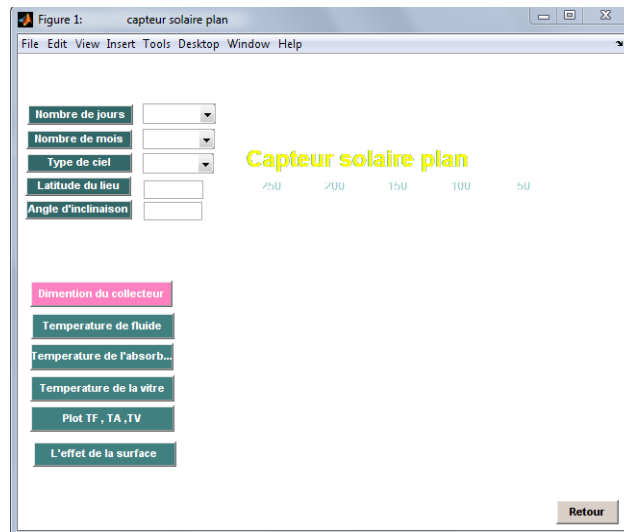 Figure 1: capteur solaire plan
File Edit View Insert Tools Desktop Window Help
Nombre de jours
Nombre de mois
Type de ciel
Capteur solaire plan
Latitude du lieu
250 200 150 100 50
Angle d'inclinaison
Dimention du collecteur
Temperature de fluide
Temperature de l'absorb...
Temperature de la vitre
Plot TF , TA ,TV
L'effet de la surface
Retour